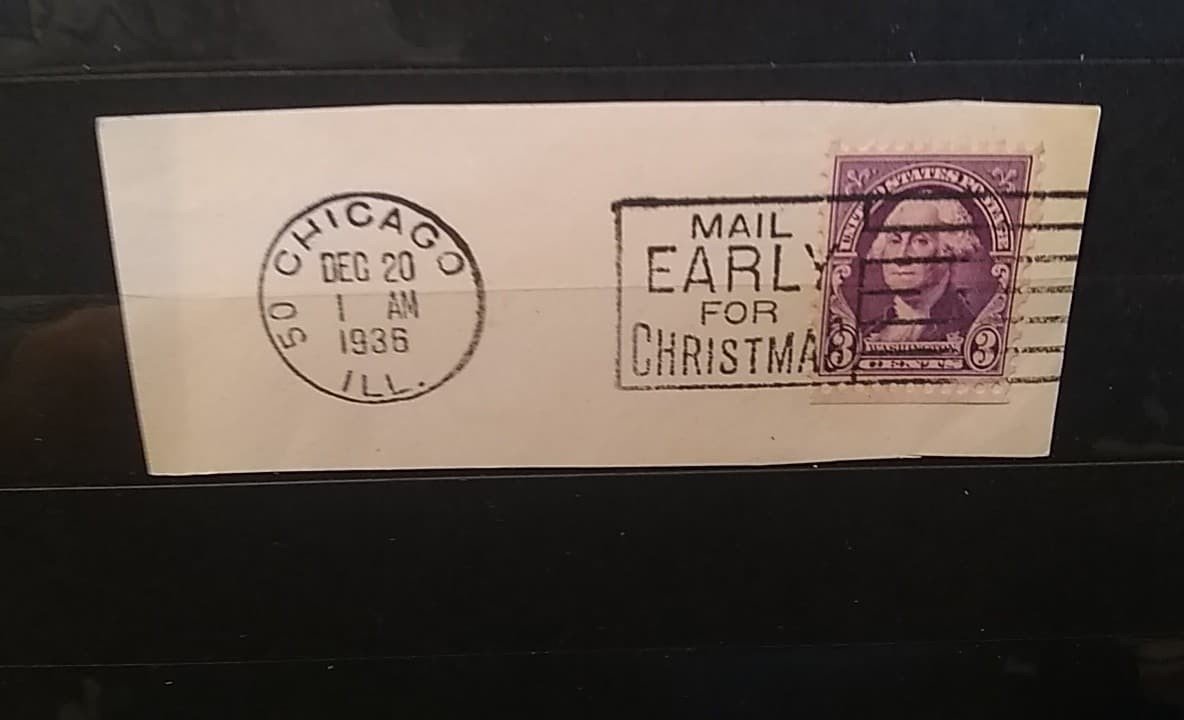 CHICAGO
DEC 20
1 AM
1936
50
ILL.
MAIL
EARLY
FOR
CHRISTMA
UNITED STATES POSTAGE
WASHINGTON
3 CENTS 3